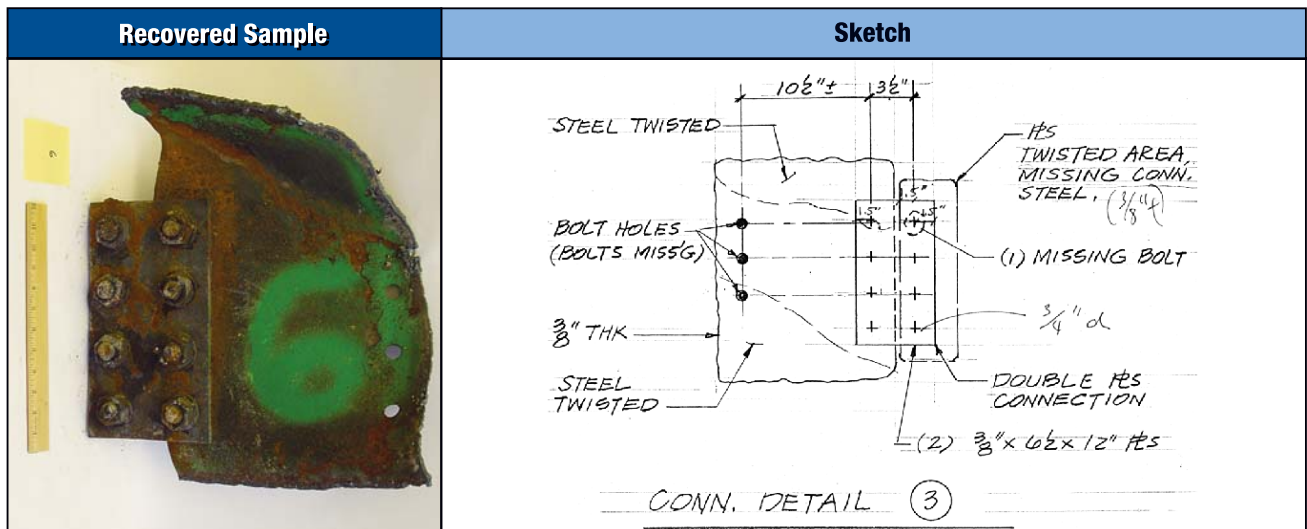 Recovered Sample
Sketch
9
6
10½"±
3½"
STEEL TWISTED
PLS
TWISTED AREA,
MISSING CONN.
STEEL. (3/8"±)
1.5"
1.5"
1.5"
BOLT HOLES
(BOLTS MISS'G)
(1) MISSING BOLT
3/8" THK
3/4" d
STEEL
TWISTED
DOUBLE PLS
CONNECTION
(2) 3/8" x 6½ x 12" PLS
CONN. DETAIL 3